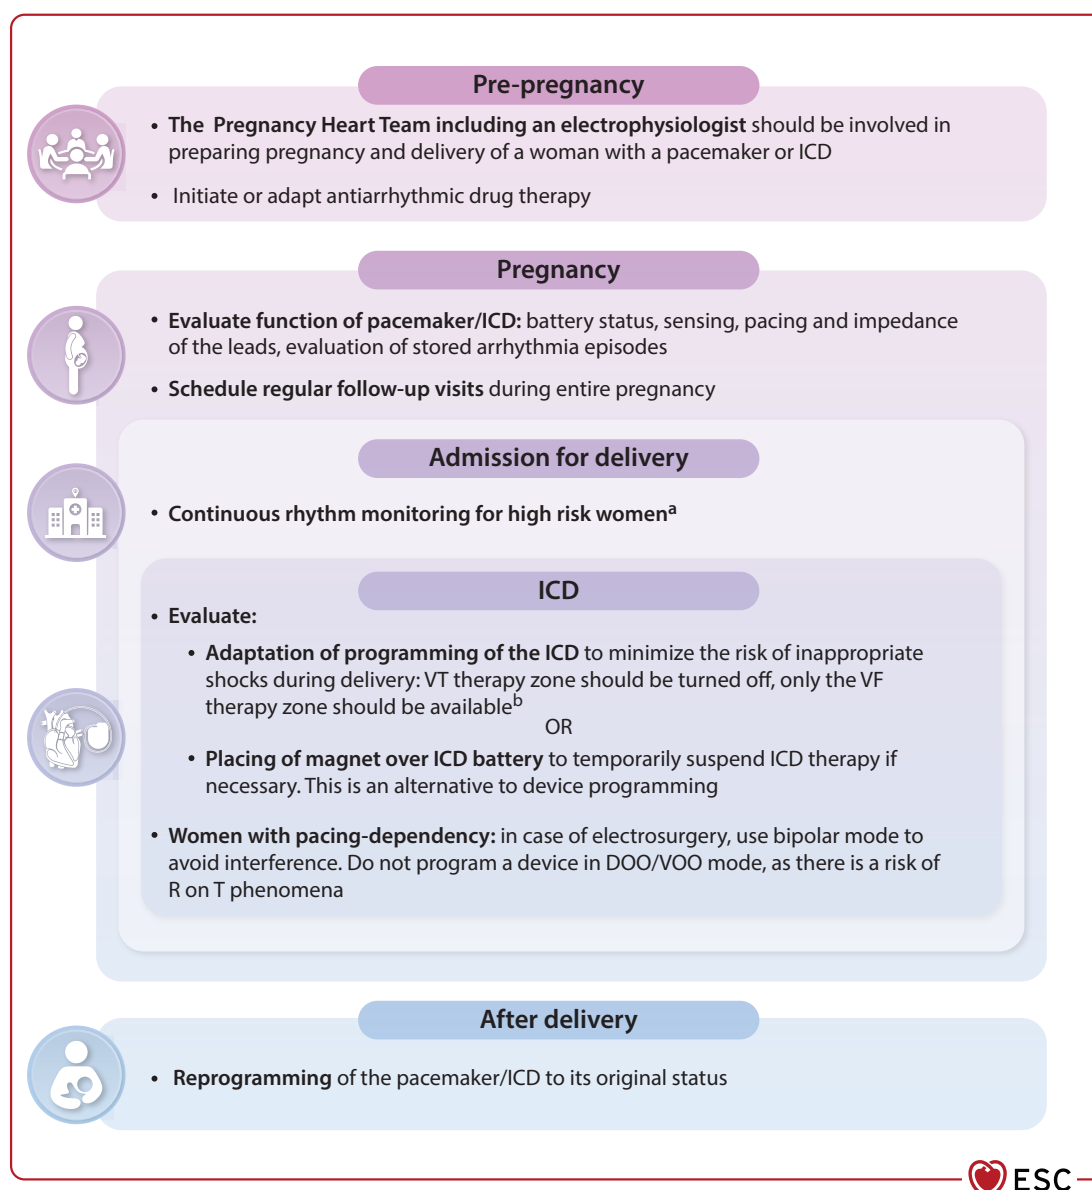 Pre-pregnancy
• The Pregnancy Heart Team including an electrophysiologist should be involved in
preparing pregnancy and delivery of a woman with a pacemaker or ICD
• Initiate or adapt antiarrhythmic drug therapy
Pregnancy
• Evaluate function of pacemaker/ICD: battery status, sensing, pacing and impedance
of the leads, evaluation of stored arrhythmia episodes
• Schedule regular follow-up visits during entire pregnancy
Admission for delivery
• Continuous rhythm monitoring for high risk womenᵃ
ICD
• Evaluate:
• Adaptation of programming of the ICD to minimize the risk of inappropriate
shocks during delivery: VT therapy zone should be turned off, only the VF
therapy zone should be availableᵇ
OR
• Placing of magnet over ICD battery to temporarily suspend ICD therapy if
necessary. This is an alternative to device programming
• Women with pacing-dependency: in case of electrosurgery, use bipolar mode to
avoid interference. Do not program a device in DOO/VOO mode, as there is a risk of
R on T phenomena
After delivery
• Reprogramming of the pacemaker/ICD to its original status
ESC